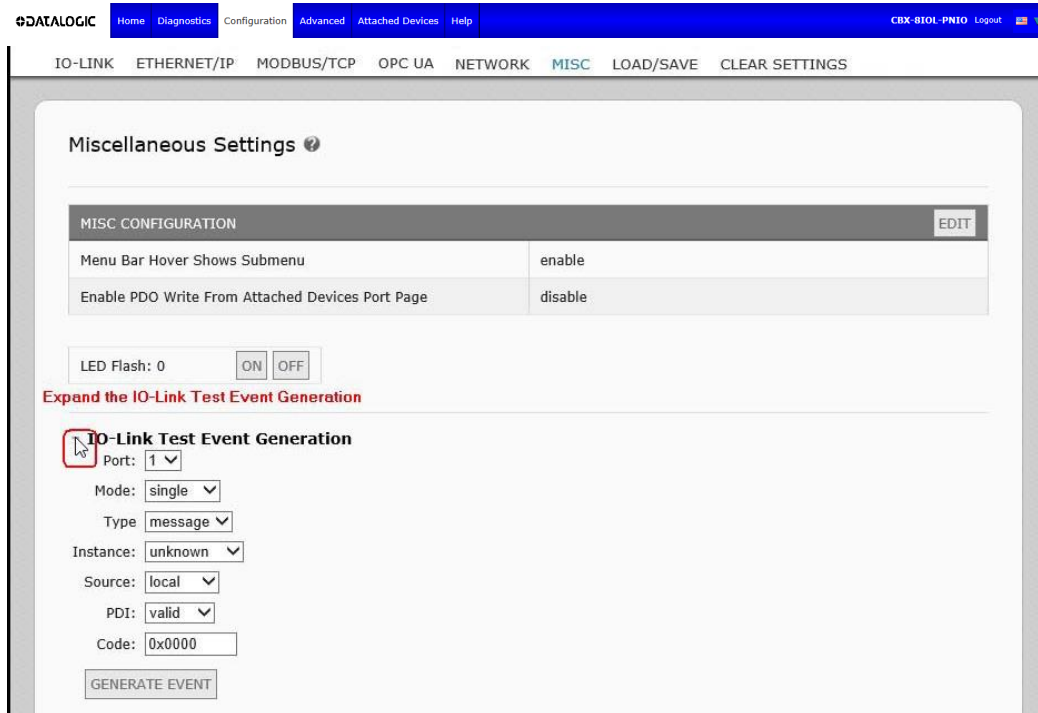 DATALOGIC Home Diagnostics Configuration Advanced Attached Devices Help CBX-8IOL-PNIO Logout
IO-LINK ETHERNET/IP MODBUS/TCP OPC UA NETWORK MISC LOAD/SAVE CLEAR SETTINGS
Miscellaneous Settings ?
MISC CONFIGURATION EDIT
Menu Bar Hover Shows Submenu enable
Enable PDO Write From Attached Devices Port Page disable
LED Flash: 0 ON OFF
Expand the IO-Link Test Event Generation
IO-Link Test Event Generation
Port: 1
Mode: single
Type message
Instance: unknown
Source: local
PDI: valid
Code: 0x0000
GENERATE EVENT